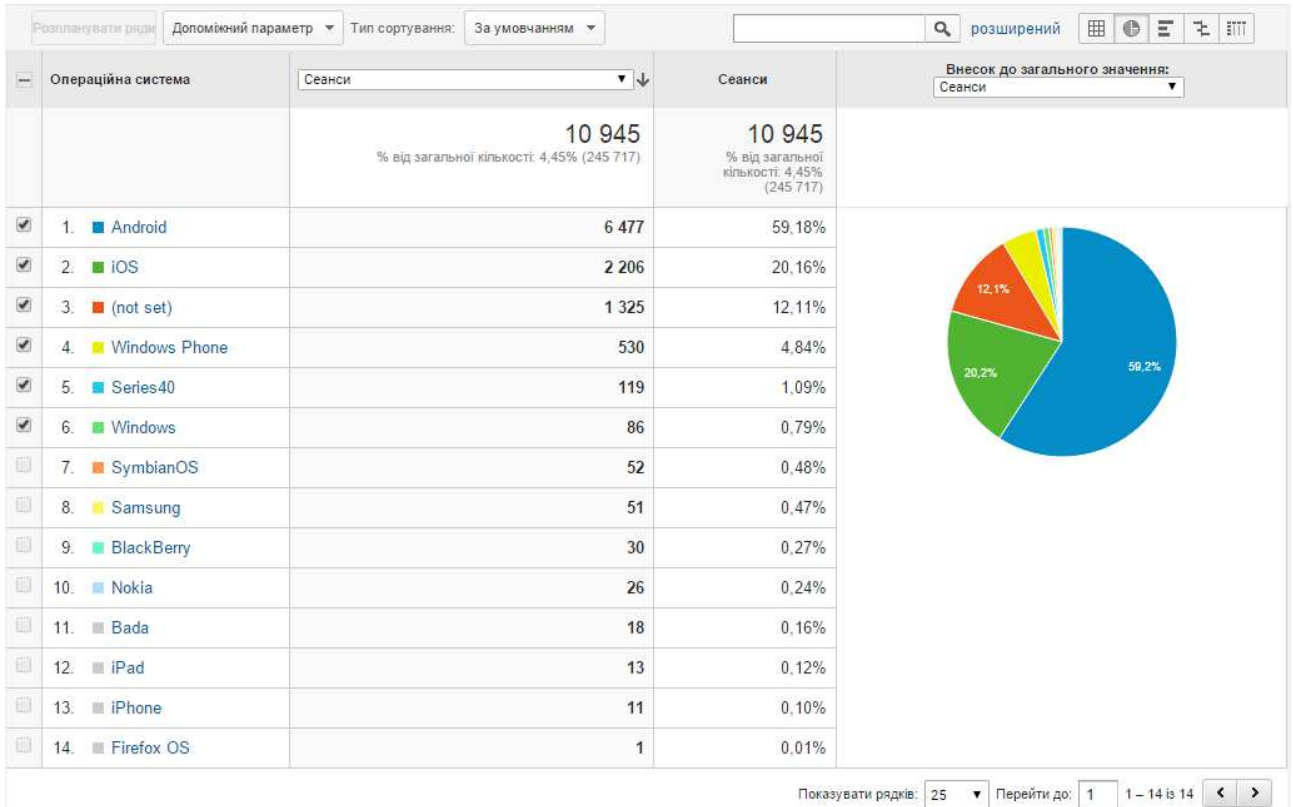 Розпланувати ряди Допоміжний параметр Тип сортування: За умовчанням розширений
Операційна система Сеанси Сеанси Внесок до загального значення:
Сеанси
10 945 10 945
% від загальної кількості: 4,45% (245 717) % від загальної
кількості: 4,45%
(245 717)
1. Android 6 477 59,18%
2. iOS 2 206 20,16%
3. (not set) 1 325 12,11%
4. Windows Phone 530 4,84%
5. Series40 119 1,09%
6. Windows 86 0,79%
7. SymbianOS 52 0,48%
8. Samsung 51 0,47%
9. BlackBerry 30 0,27%
10. Nokia 26 0,24%
11. Bada 18 0,16%
12. iPad 13 0,12%
13. iPhone 11 0,10%
14. Firefox OS 1 0,01%
12,1%
20,2%
59,2%
Показувати рядків: 25 Перейти до: 1 1 – 14 із 14